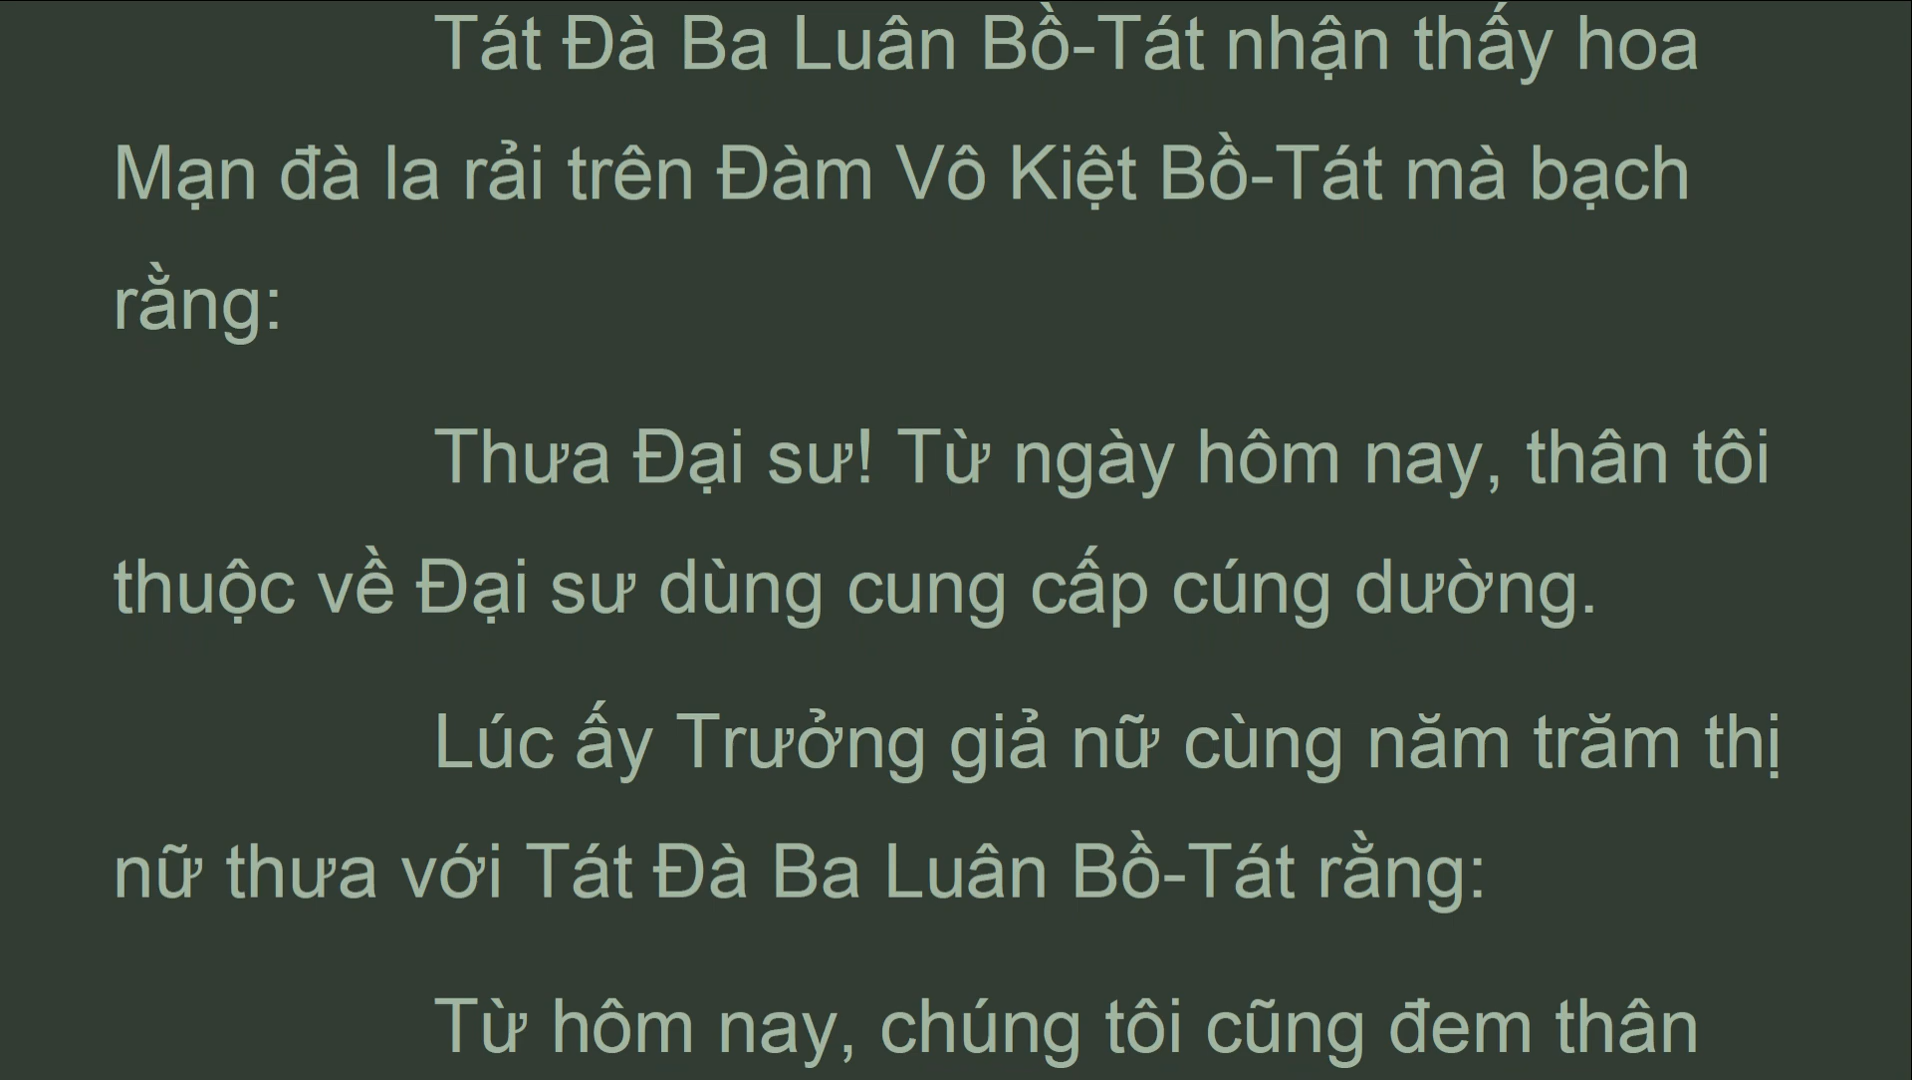 Tát Đà Ba Luân Bồ-Tát nhận thấy hoa
Mạn đà la rải trên Đàm Vô Kiệt Bồ-Tát mà bạch
rằng:
Thưa Đại sư! Từ ngày hôm nay, thân tôi
thuộc về Đại sư dùng cung cấp cúng dường.
Lúc ấy Trưởng giả nữ cùng năm trăm thị
nữ thưa với Tát Đà Ba Luân Bồ-Tát rằng:
Từ hôm nay, chúng tôi cũng đem thân